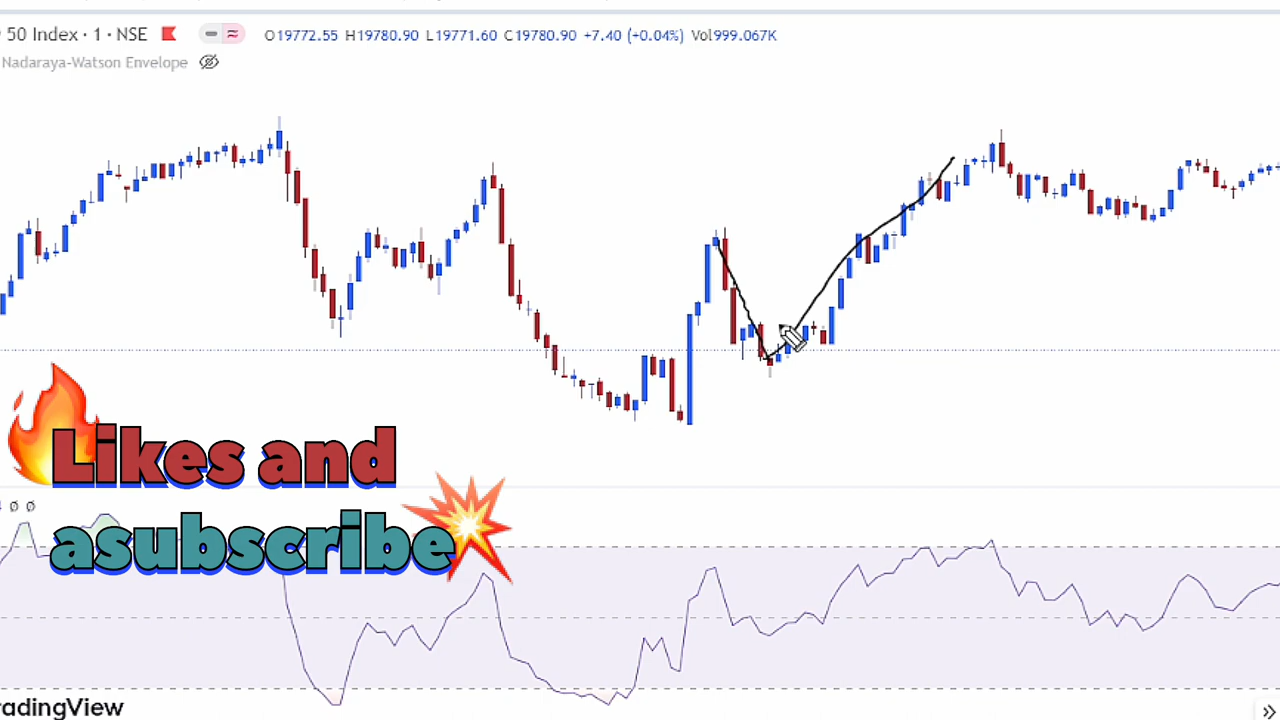 50 Index · 1 · NSE
O19772.55 H19780.90 L19771.60 C19780.90 +7.40 (+0.04%) Vol999.067K
Nadaraya-Watson Envelope
Likes and
asubscribe
ø ø
radingView